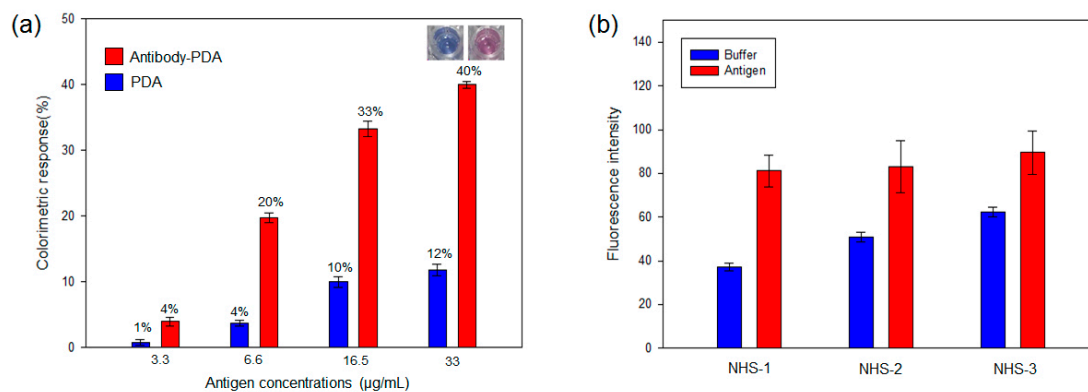 (a)
50
40
30
20
10
0
Colorimetric response(%)
Antibody-PDA
PDA
1%
4%
4%
20%
10%
33%
12%
40%
3.3
6.6
16.5
33
Antigen concentrations (µg/mL)
(b)
140
120
100
80
60
40
20
0
Fluorescence intensity
Buffer
Antigen
NHS-1
NHS-2
NHS-3